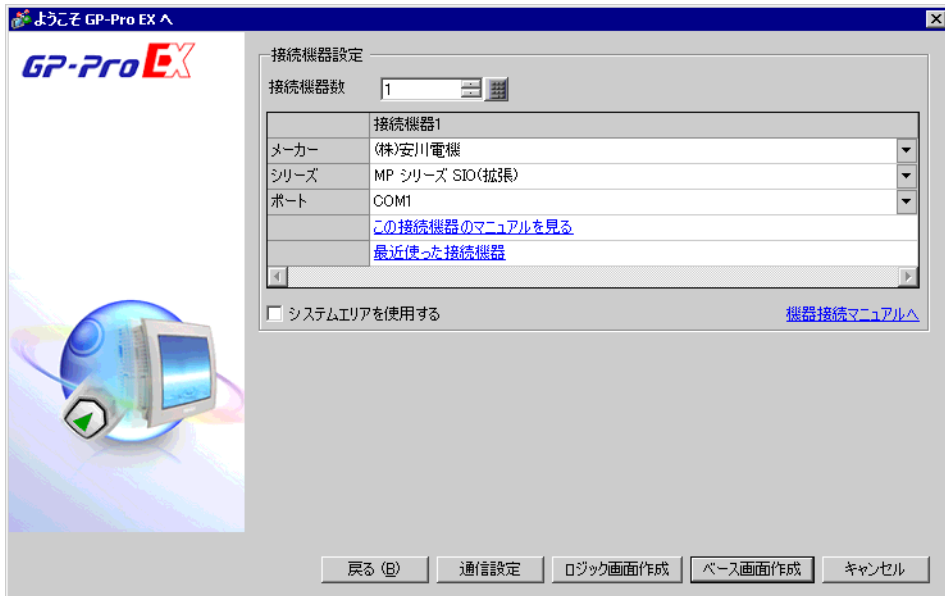 ようこそ GP-Pro EX へ
GP-Pro EX
接続機器設定
接続機器数 1
接続機器1
メーカー (株)安川電機
シリーズ MP シリーズ SIO(拡張)
ポート COM1
この接続機器のマニュアルを見る
最近使った接続機器
システムエリアを使用する 機器接続マニュアルへ
戻る (B) 通信設定 ロジック画面作成 ベース画面作成 キャンセル